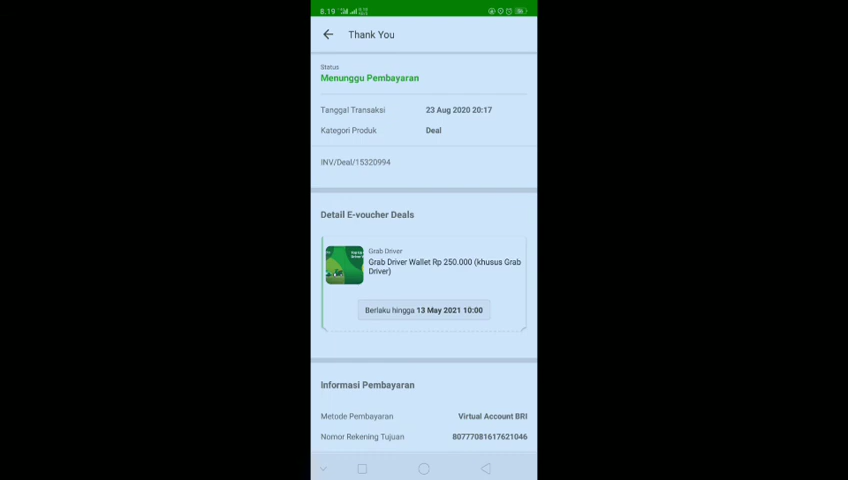 8.19
Thank You
Status
Menunggu Pembayaran
Tanggal Transaksi 23 Aug 2020 20:17
Kategori Produk Deal
INV/Deal/15320994
Detail E-voucher Deals
Grab Driver
Grab Driver Wallet Rp 250.000 (khusus Grab
Driver)
Berlaku hingga 13 May 2021 10:00
Informasi Pembayaran
Metode Pembayaran Virtual Account BRI
Nomor Rekening Tujuan 80777081617621046